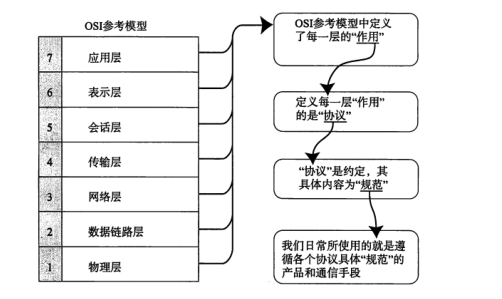 OSI参考模型
7 应用层
6 表示层
5 会话层
4 传输层
3 网络层
2 数据链路层
1 物理层
OSI参考模型中定义
了每一层的“作用”
定义每一层“作用”
的是“协议”
“协议”是约定，其
具体内容为“规范”
我们日常所使用的就是遵
循各个协议具体“规范”的
产品和通信手段